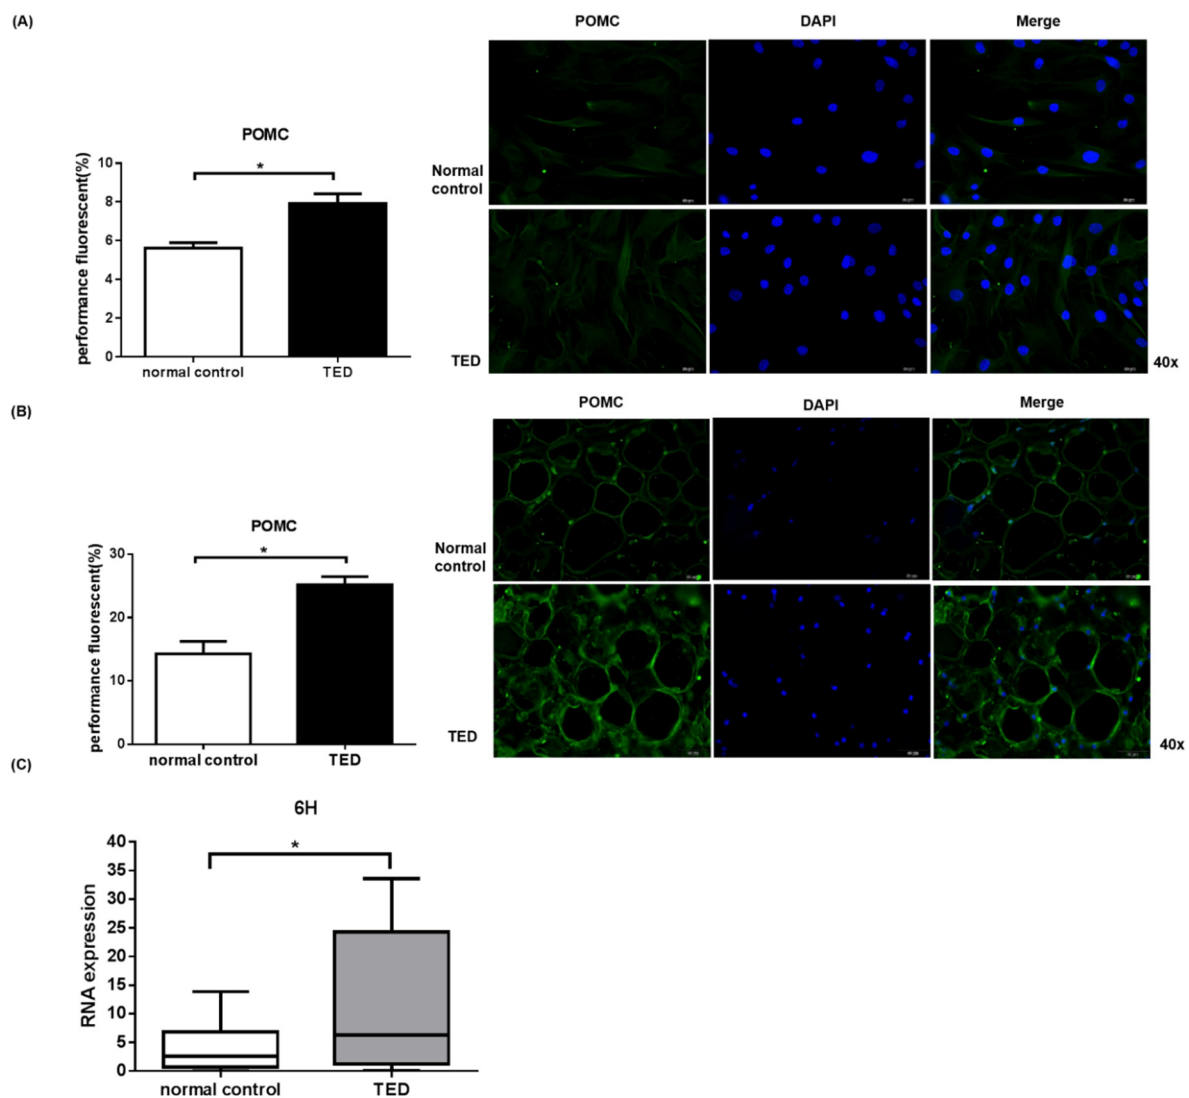 (A)
POMC DAPI Merge
POMC
performance fluorescent(%)
10
8
6
4
2
0
normal control TED
*
Normal
control
TED
40x
(B)
POMC DAPI Merge
POMC
performance fluorescent(%)
30
20
10
0
normal control TED
*
Normal
control
TED
40x
(C)
6H
RNA expression
40
35
30
25
20
15
10
5
0
normal control TED
*